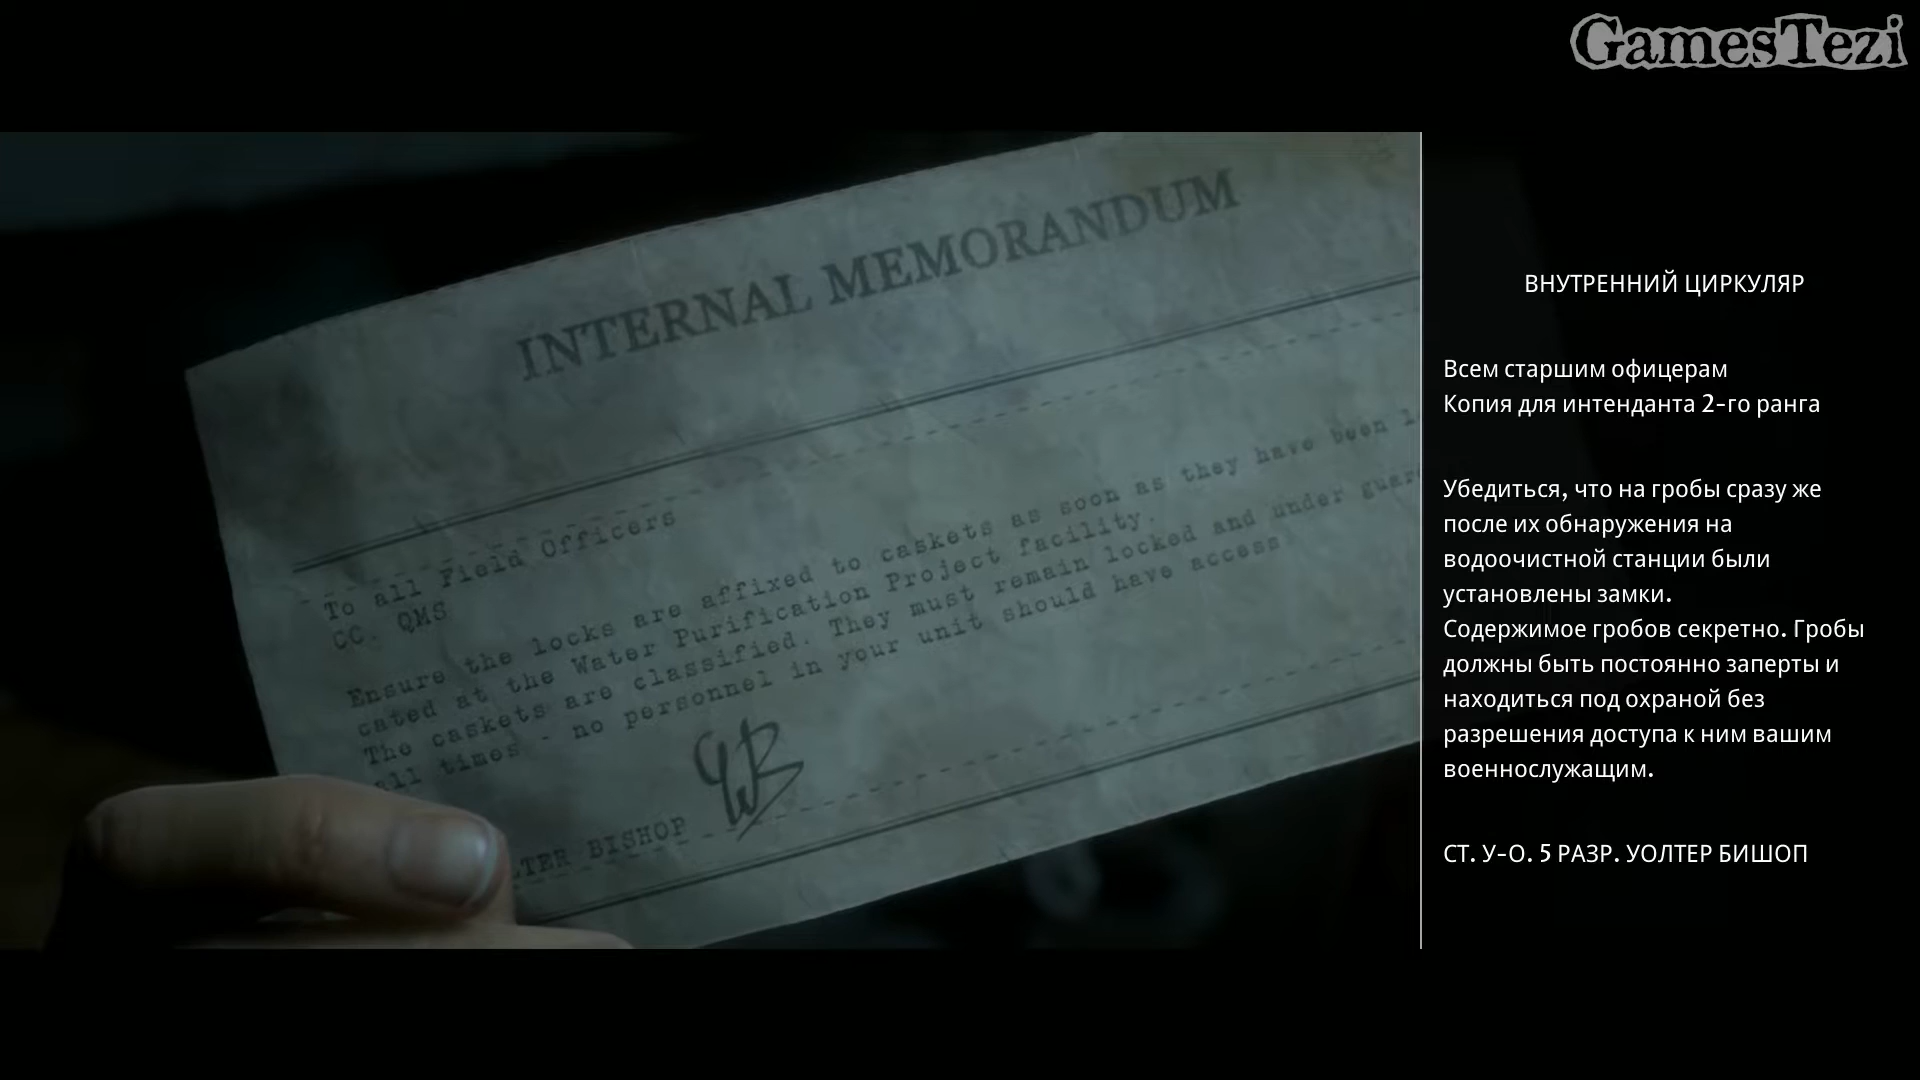 GamesTezi
INTERNAL MEMORANDUM
To all Field Officers
CC. QMS
Ensure the locks are affixed to caskets as soon as they have been l
cated at the Water Purification Project facility.
The caskets are classified. They must remain locked and under guar
all times - no personnel in your unit should have access
LTER BISHOP
WB
ВНУТРЕННИЙ ЦИРКУЛЯР
Всем старшим офицерам
Копия для интенданта 2-го ранга
Убедиться, что на гробы сразу же
после их обнаружения на
водоочистной станции были
установлены замки.
Содержимое гробов секретно. Гробы
должны быть постоянно заперты и
находиться под охраной без
разрешения доступа к ним вашим
военнослужащим.
СТ. У-О. 5 РАЗР. УОЛТЕР БИШОП